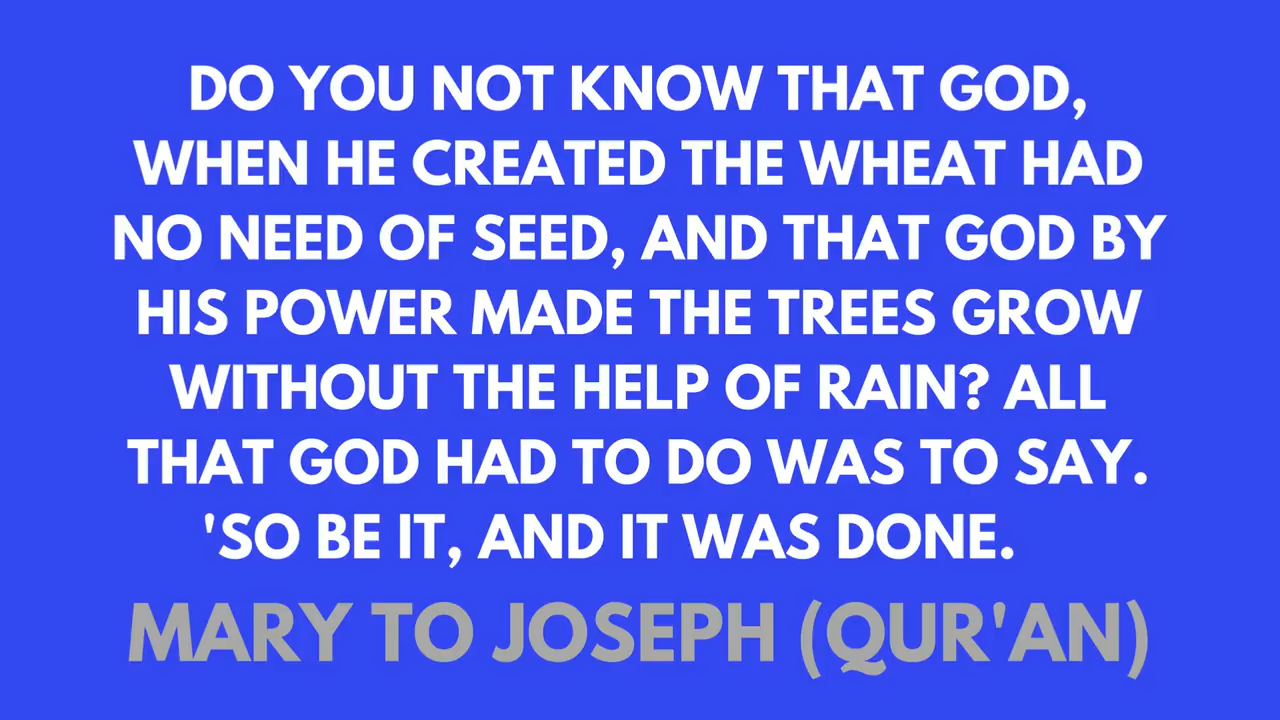 DO YOU NOT KNOW THAT GOD,
WHEN HE CREATED THE WHEAT HAD
NO NEED OF SEED, AND THAT GOD BY
HIS POWER MADE THE TREES GROW
WITHOUT THE HELP OF RAIN? ALL
THAT GOD HAD TO DO WAS TO SAY.
'SO BE IT, AND IT WAS DONE.
MARY TO JOSEPH (QUR'AN)